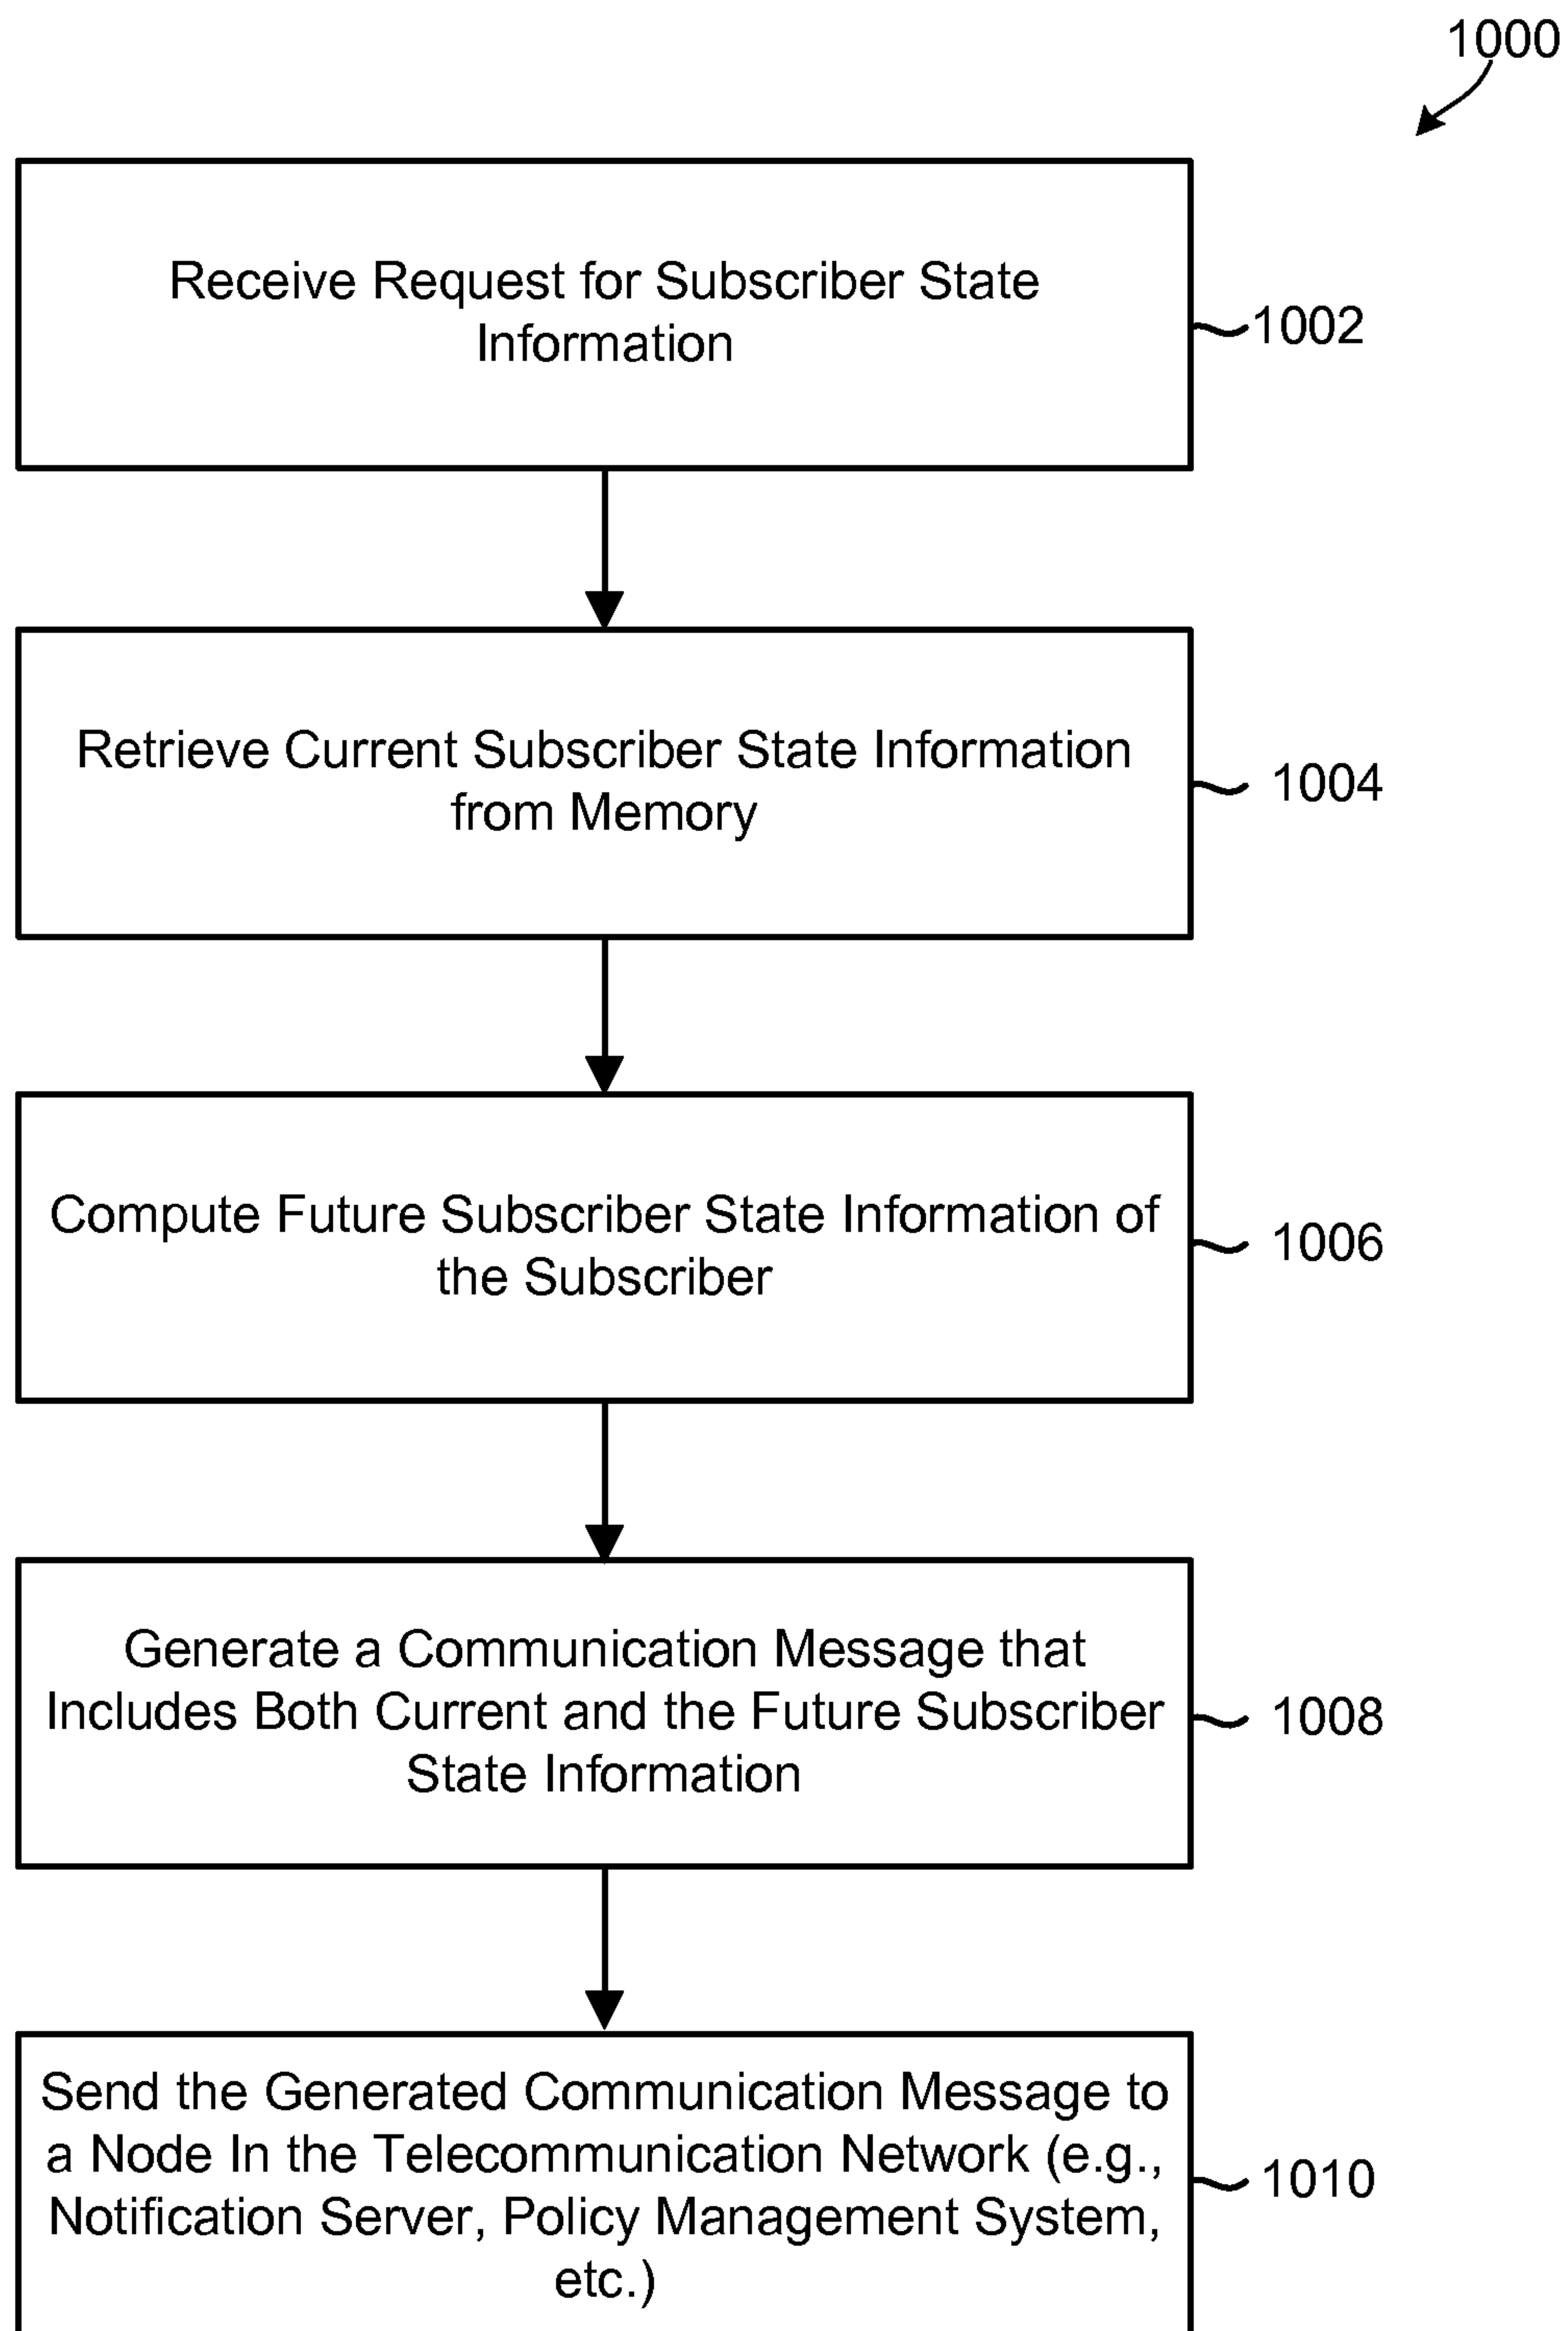 1000
Receive Request for Subscriber State
Information
1002
Retrieve Current Subscriber State Information
from Memory
1004
Compute Future Subscriber State Information of
the Subscriber
1006
Generate a Communication Message that
Includes Both Current and the Future Subscriber
State Information
1008
Send the Generated Communication Message to
a Node In the Telecommunication Network (e.g.,
Notification Server, Policy Management System,
etc.)
1010